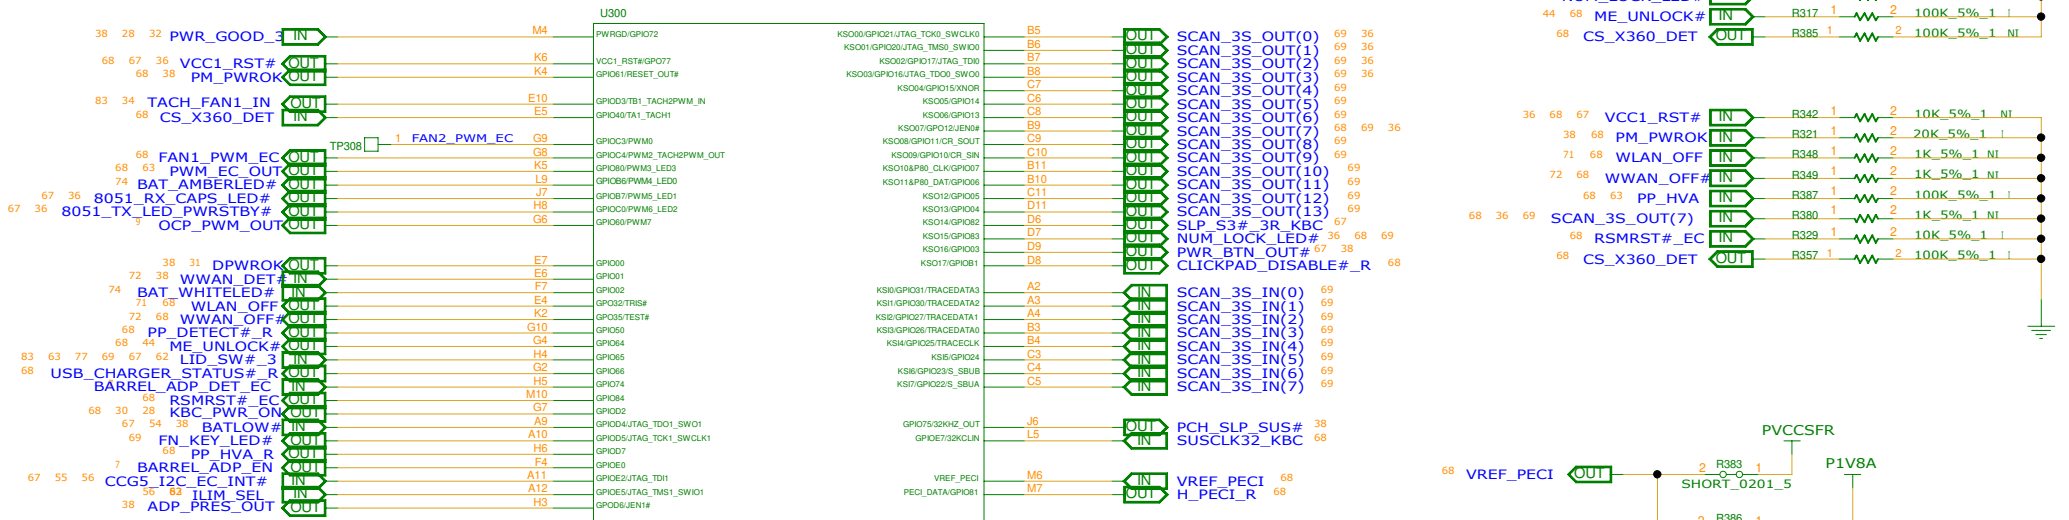 U300
38 28 32 PWR_GOOD_3 IN M4 PWRGD/GPIO72
68 67 36 VCC1_RST# OUT K6 VCC1_RST#/GPO77
68 38 PM_PWROK OUT K4 GPIO61/RESET_OUT#
83 34 TACH_FAN1_IN OUT E10 GPIOD3/TB1_TACH2PWM_IN
68 CS_X360_DET IN E5 GPIO40/TA1_TACH1
TP308 1 FAN2_PWM_EC G9 GPIOC3/PWM0
68 FAN1_PWM_EC OUT G8 GPIOC4/PWM2_TACH2PWM_OUT
68 63 PWM_EC_OUT OUT K5 GPIO80/PWM3_LED3
74 BAT_AMBERLED# OUT L9 GPIOB6/PWM4_LED0
67 36 8051_RX_CAPS_LED# OUT J7 GPIOB7/PWM5_LED1
67 36 8051_TX_LED_PWRSTBY# OUT H8 GPIOC0/PWM6_LED2
9 OCP_PWM_OUT OUT G6 GPIO60/PWM7
38 31 DPWROK OUT E7 GPIO00
72 38 WWAN_DET# IN E6 GPIO01
74 BAT_WHITELED# IN F7 GPIO02
71 68 WLAN_OFF OUT E4 GPO32/TRIS#
72 68 WWAN_OFF# OUT K2 GPO35/TEST#
68 PP_DETECT#_R OUT G10 GPIO50
68 44 ME_UNLOCK# OUT G4 GPIO64
83 63 77 69 67 62 LID_SW#_3 IN H4 GPIO65
68 USB_CHARGER_STATUS#_R OUT G2 GPIO66
BARREL_ADP_DET_EC IN H5 GPIO74
68 RSMRST#_EC OUT M10 GPIO84
68 30 28 KBC_PWR_ON OUT G7 GPIOD2
67 54 38 BATLOW# IN A9 GPIOD4/JTAG_TDO1_SWO1
69 FN_KEY_LED# OUT A10 GPIOD5/JTAG_TCK1_SWCLK1
68 PP_HVA_R OUT H6 GPIOD7
7 BARREL_ADP_EN OUT F4 GPIOE0
67 55 56 CCG5_I2C_EC_INT# IN A11 GPIOE2/JTAG_TDI1
56 ILIM_SEL IN A12 GPIOE5/JTAG_TMS1_SWIO1
38 ADP_PRES_OUT OUT H3 GPOD6/JEN1#
KSO00/GPIO21/JTAG_TCK0_SWCLK0 B5 OUT SCAN_3S_OUT(0) 69 36
KSO01/GPIO20/JTAG_TMS0_SWIO0 B6 OUT SCAN_3S_OUT(1) 69 36
KSO02/GPIO17/JTAG_TDI0 B7 OUT SCAN_3S_OUT(2) 69 36
KSO03/GPIO16/JTAG_TDO0_SWO0 B8 OUT SCAN_3S_OUT(3) 69 36
KSO04/GPIO15/XNOR C7 OUT SCAN_3S_OUT(4) 69
KSO05/GPIO14 C6 OUT SCAN_3S_OUT(5) 69
KSO06/GPIO13 C8 OUT SCAN_3S_OUT(6) 69
KSO07/GPO12/JEN0# B9 OUT SCAN_3S_OUT(7) 68 69 36
KSO08/GPIO11/CR_SOUT C9 OUT SCAN_3S_OUT(8) 69
KSO09/GPIO10/CR_SIN C10 OUT SCAN_3S_OUT(9) 69
KSO10&P80_CLK/GPIO07 B11 OUT SCAN_3S_OUT(10) 69
KSO11&P80_DAT/GPIO06 B10 OUT SCAN_3S_OUT(11) 69
KSO12/GPIO05 C11 OUT SCAN_3S_OUT(12) 69
KSO13/GPIO04 D11 OUT SCAN_3S_OUT(13) 69
KSO14/GPIO82 D6 OUT SLP_S3#_3R_KBC 67
KSO15/GPIO83 D7 OUT NUM_LOCK_LED# 36 68 69
KSO16/GPIO03 D9 OUT PWR_BTN_OUT# 67 38
KSO17/GPIOB1 D8 OUT CLICKPAD_DISABLE#_R 68
KSI0/GPIO31/TRACEDATA3 A2 IN SCAN_3S_IN(0) 69
KSI1/GPIO30/TRACEDATA2 A3 IN SCAN_3S_IN(1) 69
KSI2/GPIO27/TRACEDATA1 A4 IN SCAN_3S_IN(2) 69
KSI3/GPIO26/TRACEDATA0 B3 IN SCAN_3S_IN(3) 69
KSI4/GPIO25/TRACECLK B4 IN SCAN_3S_IN(4) 69
KSI5/GPIO24 C3 IN SCAN_3S_IN(5) 69
KSI6/GPIO23/S_SBUB C4 IN SCAN_3S_IN(6) 69
KSI7/GPIO22/S_SBUA C5 IN SCAN_3S_IN(7) 69
GPIO75/32KHZ_OUT J6 OUT PCH_SLP_SUS# 38
GPIOE7/32KCLIN L5 IN SUSCLK32_KBC 68
VREF_PECI M6 IN VREF_PECI 68
PECI_DATA/GPIO81 M7 OUT H_PECI_R 68
44 68 ME_UNLOCK# IN R317 1 2 100K_5%_1 I
68 CS_X360_DET OUT R385 1 2 100K_5%_1 NI
36 68 67 VCC1_RST# IN R342 1 2 10K_5%_1 NI
38 68 PM_PWROK IN R321 1 2 20K_5%_1 I
71 68 WLAN_OFF IN R348 1 2 1K_5%_1 NI
72 68 WWAN_OFF# IN R349 1 2 1K_5%_1 NI
68 63 PP_HVA IN R387 1 2 100K_5%_1 I
68 36 69 SCAN_3S_OUT(7) IN R380 1 2 1K_5%_1 NI
68 RSMRST#_EC IN R329 1 2 10K_5%_1 I
68 CS_X360_DET OUT R357 1 2 100K_5%_1 I
PVCCSFR
68 VREF_PECI OUT 2 R383 1 P1V8A
SHORT_0201_5
2 R386 1